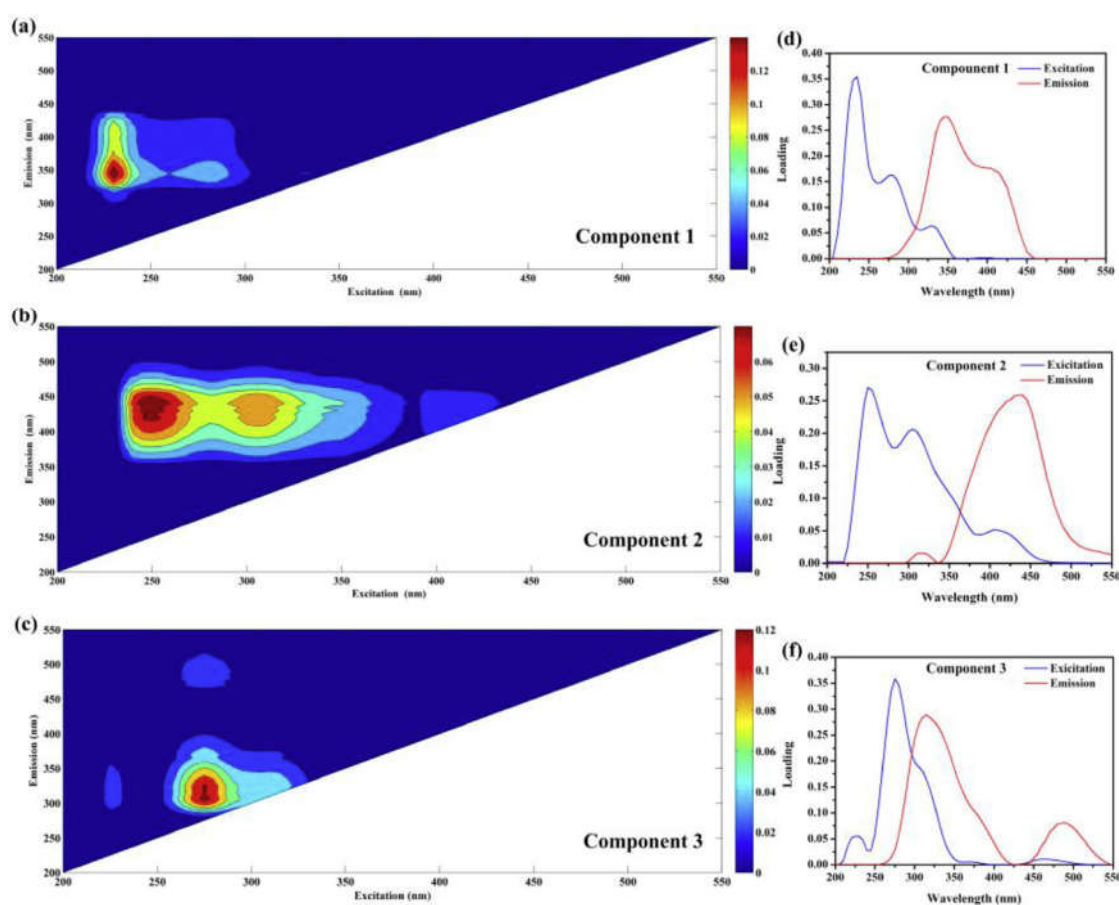 (a)
550
500
450
400
350
300
250
200
Emission (nm)
200 250 300 350 400 450 500 550
Excitation (nm)
Component 1
0.12
0.1
0.08
0.06
0.04
0.02
0
Loading
(d)
0.40
0.35
0.30
0.25
0.20
0.15
0.10
0.05
0.00
Compounent 1
Excitation
Emission
200 250 300 350 400 450 500 550
Wavelength (nm)
(b)
550
500
450
400
350
300
250
200
Emission (nm)
200 250 300 350 400 450 500 550
Excitation (nm)
Component 2
0.06
0.05
0.04
0.03
0.02
0.01
0
Loading
(e)
0.30
0.25
0.20
0.15
0.10
0.05
0.00
Component 2
Exicitation
Emission
200 250 300 350 400 450 500 550
Wavelength (nm)
(c)
550
500
450
400
350
300
250
200
Emission (nm)
200 250 300 350 400 450 500 550
Excitation (nm)
Component 3
0.12
0.1
0.08
0.06
0.04
0.02
0
Loading
(f)
0.40
0.35
0.30
0.25
0.20
0.15
0.10
0.05
0.00
Component 3
Exicitation
Emission
200 250 300 350 400 450 500 550
Wavelength (nm)